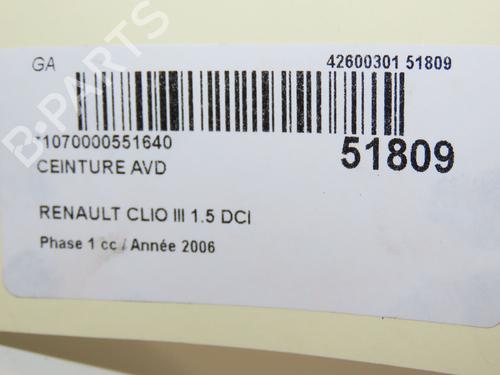 GA
42600301 51809
*1070000551640
51809
CEINTURE AVD
RENAULT CLIO III 1.5 DCI
Phase 1 cc / Année 2006
B-PARTS